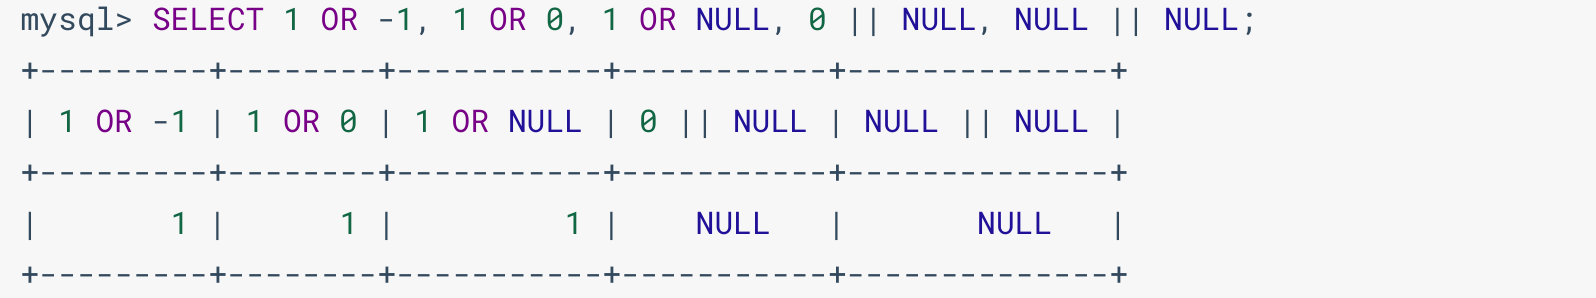 mysql> SELECT 1 OR -1, 1 OR 0, 1 OR NULL, 0 || NULL, NULL || NULL;
+---------+--------+-----------+-----------+--------------+
| 1 OR -1 | 1 OR 0 | 1 OR NULL | 0 || NULL | NULL || NULL |
+---------+--------+-----------+-----------+--------------+
|       1 |      1 |         1 |    NULL   |       NULL   |
+---------+--------+-----------+-----------+--------------+